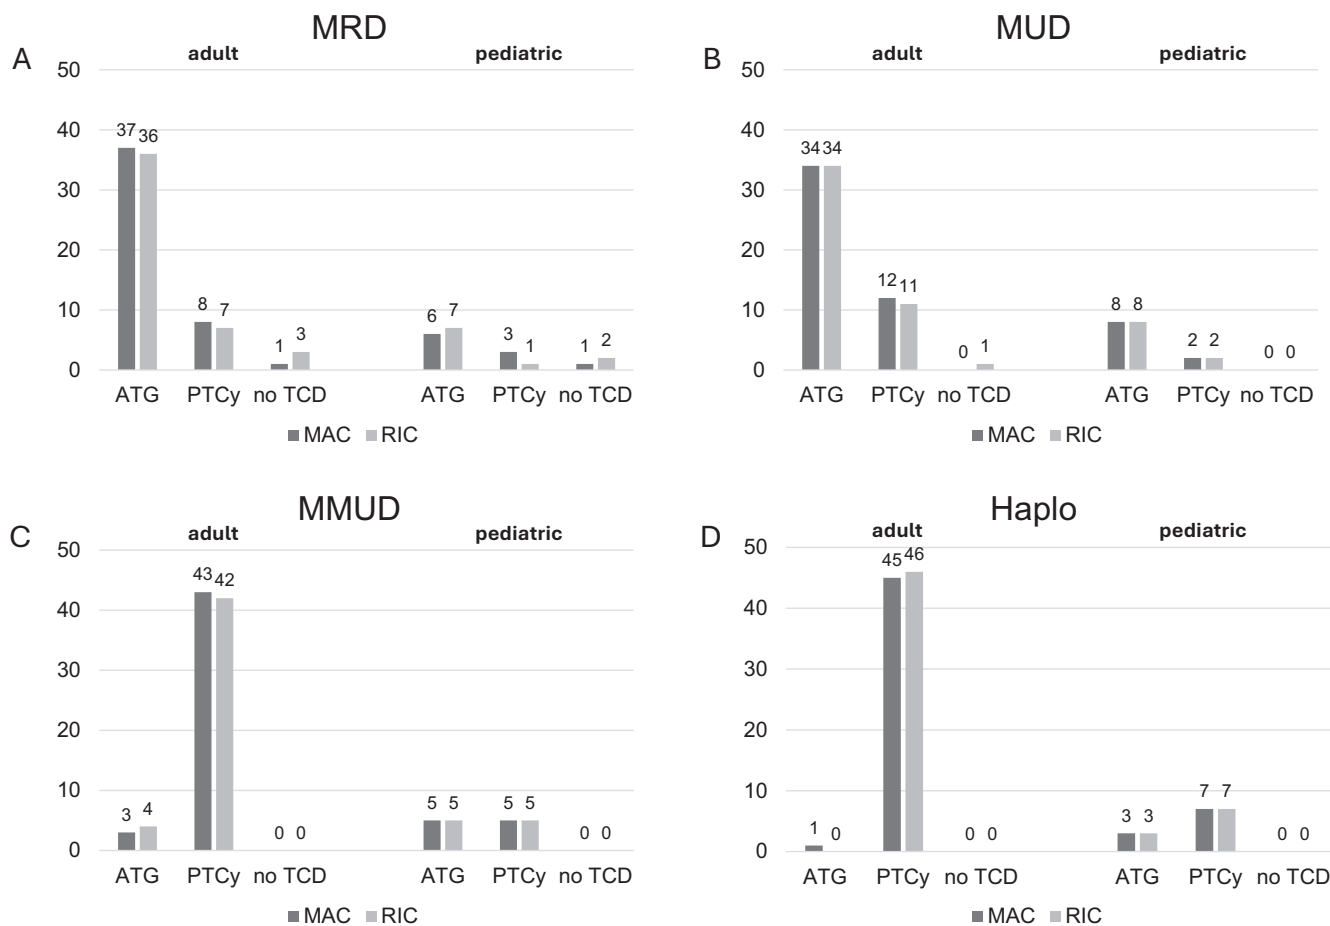 MRD
A
adult
pediatric
50
40
30
20
10
0
37
36
8
7
1
3
6
7
3
1
1
2
ATG
PTCy
no TCD
ATG
PTCy
no TCD
MAC
RIC
MUD
B
adult
pediatric
50
40
30
20
10
0
34
34
12
11
0
1
8
8
2
2
0
0
ATG
PTCy
no TCD
ATG
PTCy
no TCD
MAC
RIC
MMUD
C
adult
pediatric
50
40
30
20
10
0
3
4
43
42
0
0
5
5
5
5
0
0
ATG
PTCy
no TCD
ATG
PTCy
no TCD
MAC
RIC
Haplo
D
adult
pediatric
50
40
30
20
10
0
1
0
45
46
0
0
3
3
7
7
0
0
ATG
PTCy
no TCD
ATG
PTCy
no TCD
MAC
RIC